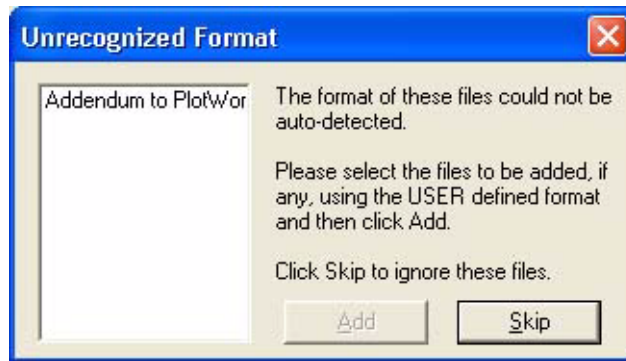 Unrecognized Format
Addendum to PlotWor
The format of these files could not be
auto-detected.
Please select the files to be added, if
any, using the USER defined format
and then click Add.
Click Skip to ignore these files.
Add
Skip